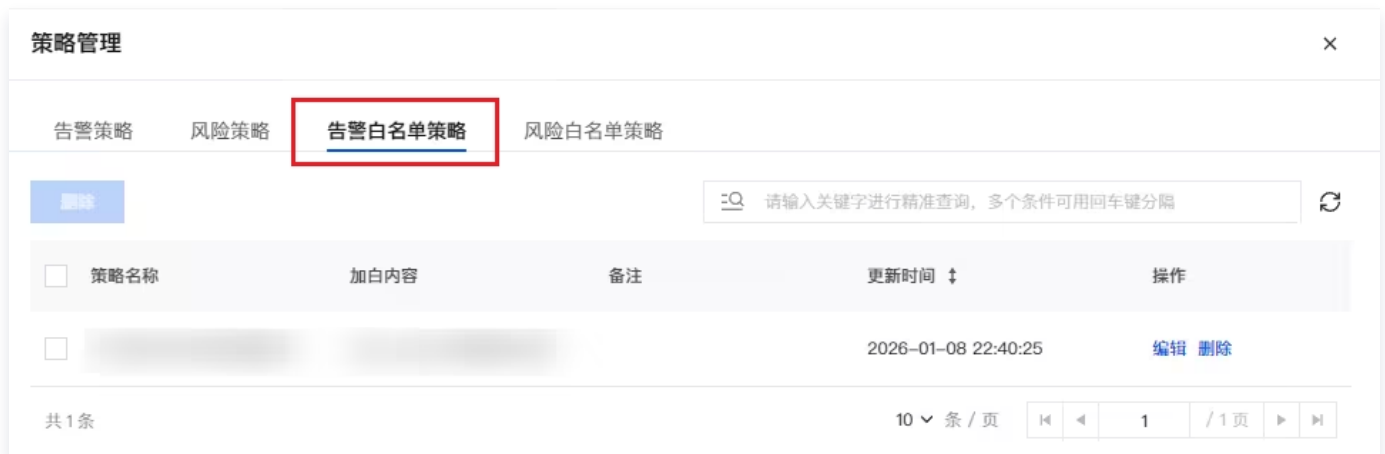 策略管理
告警策略 风险策略 告警白名单策略 风险白名单策略
删除 请输入关键字进行精准查询，多个条件可用回车键分隔
策略名称 加白内容 备注 更新时间 操作
2026-01-08 22:40:25 编辑 删除
共 1 条 10 条 / 页 1 / 1 页